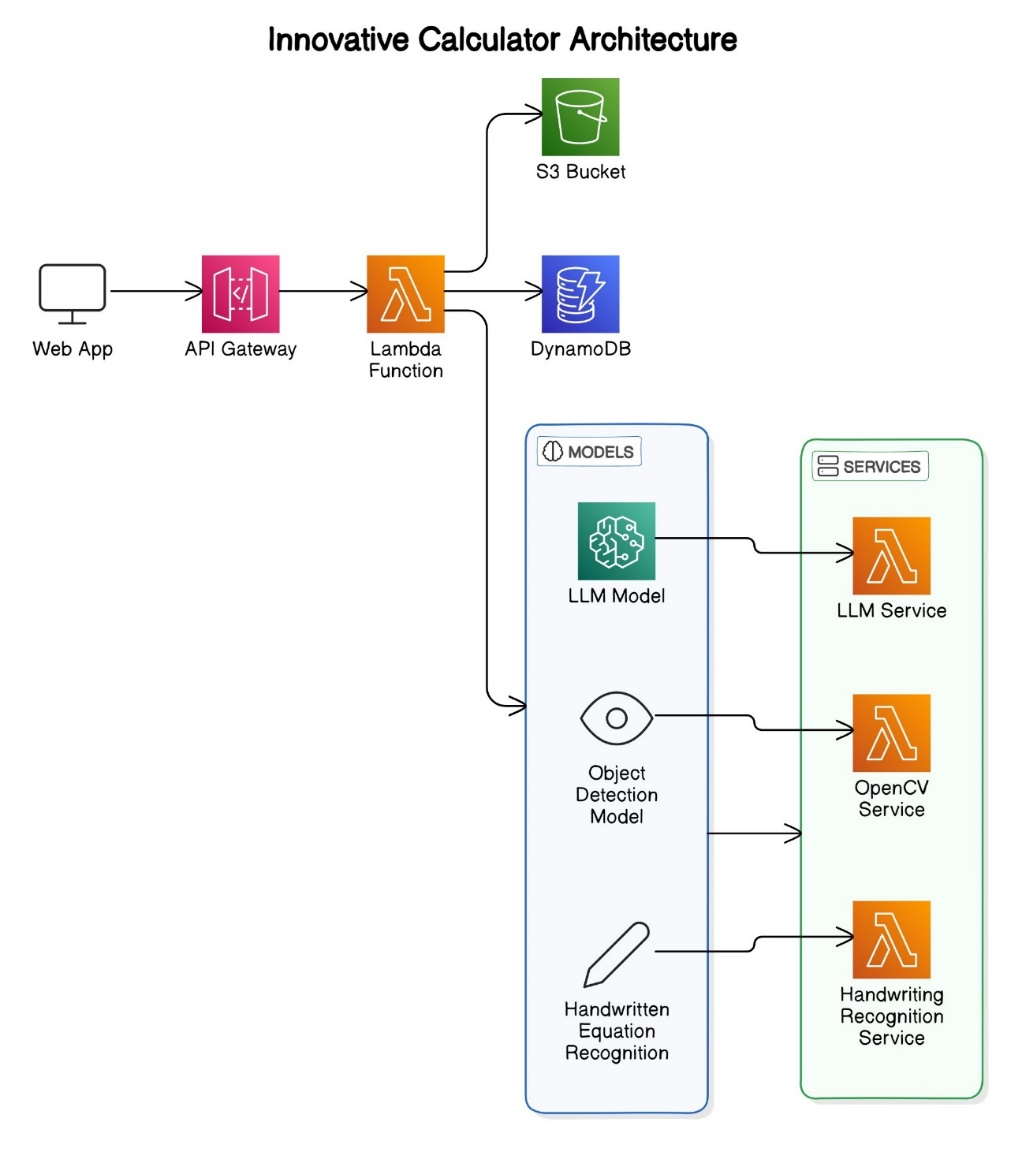 Innovative Calculator Architecture
S3 Bucket
Web App
API Gateway
Lambda
Function
DynamoDB
MODELS
SERVICES
LLM Model
LLM Service
Object
Detection
Model
OpenCV
Service
Handwritten
Equation
Recognition
Handwriting
Recognition
Service